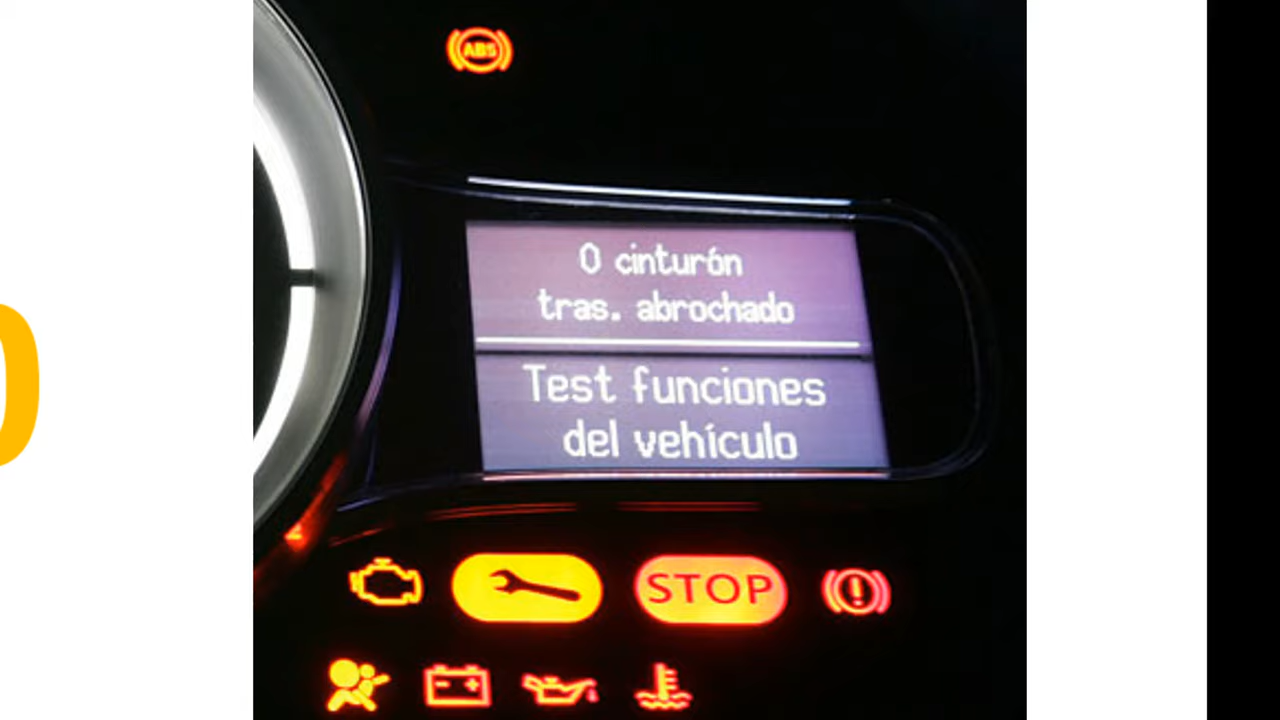 ABS
0 cinturón
tras. abrochado
Test funciones
del vehículo
STOP